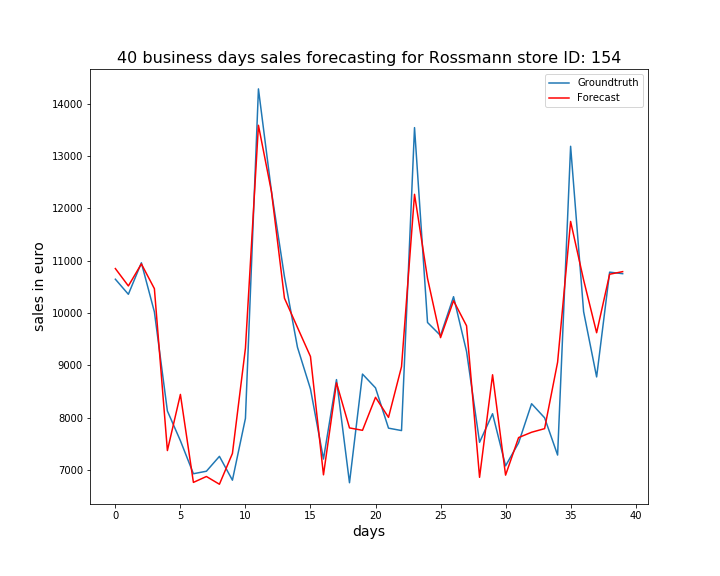 40 business days sales forecasting for Rossmann store ID: 154
Groundtruth
Forecast
14000
13000
12000
11000
10000
9000
8000
7000
sales in euro
0 5 10 15 20 25 30 35 40
days